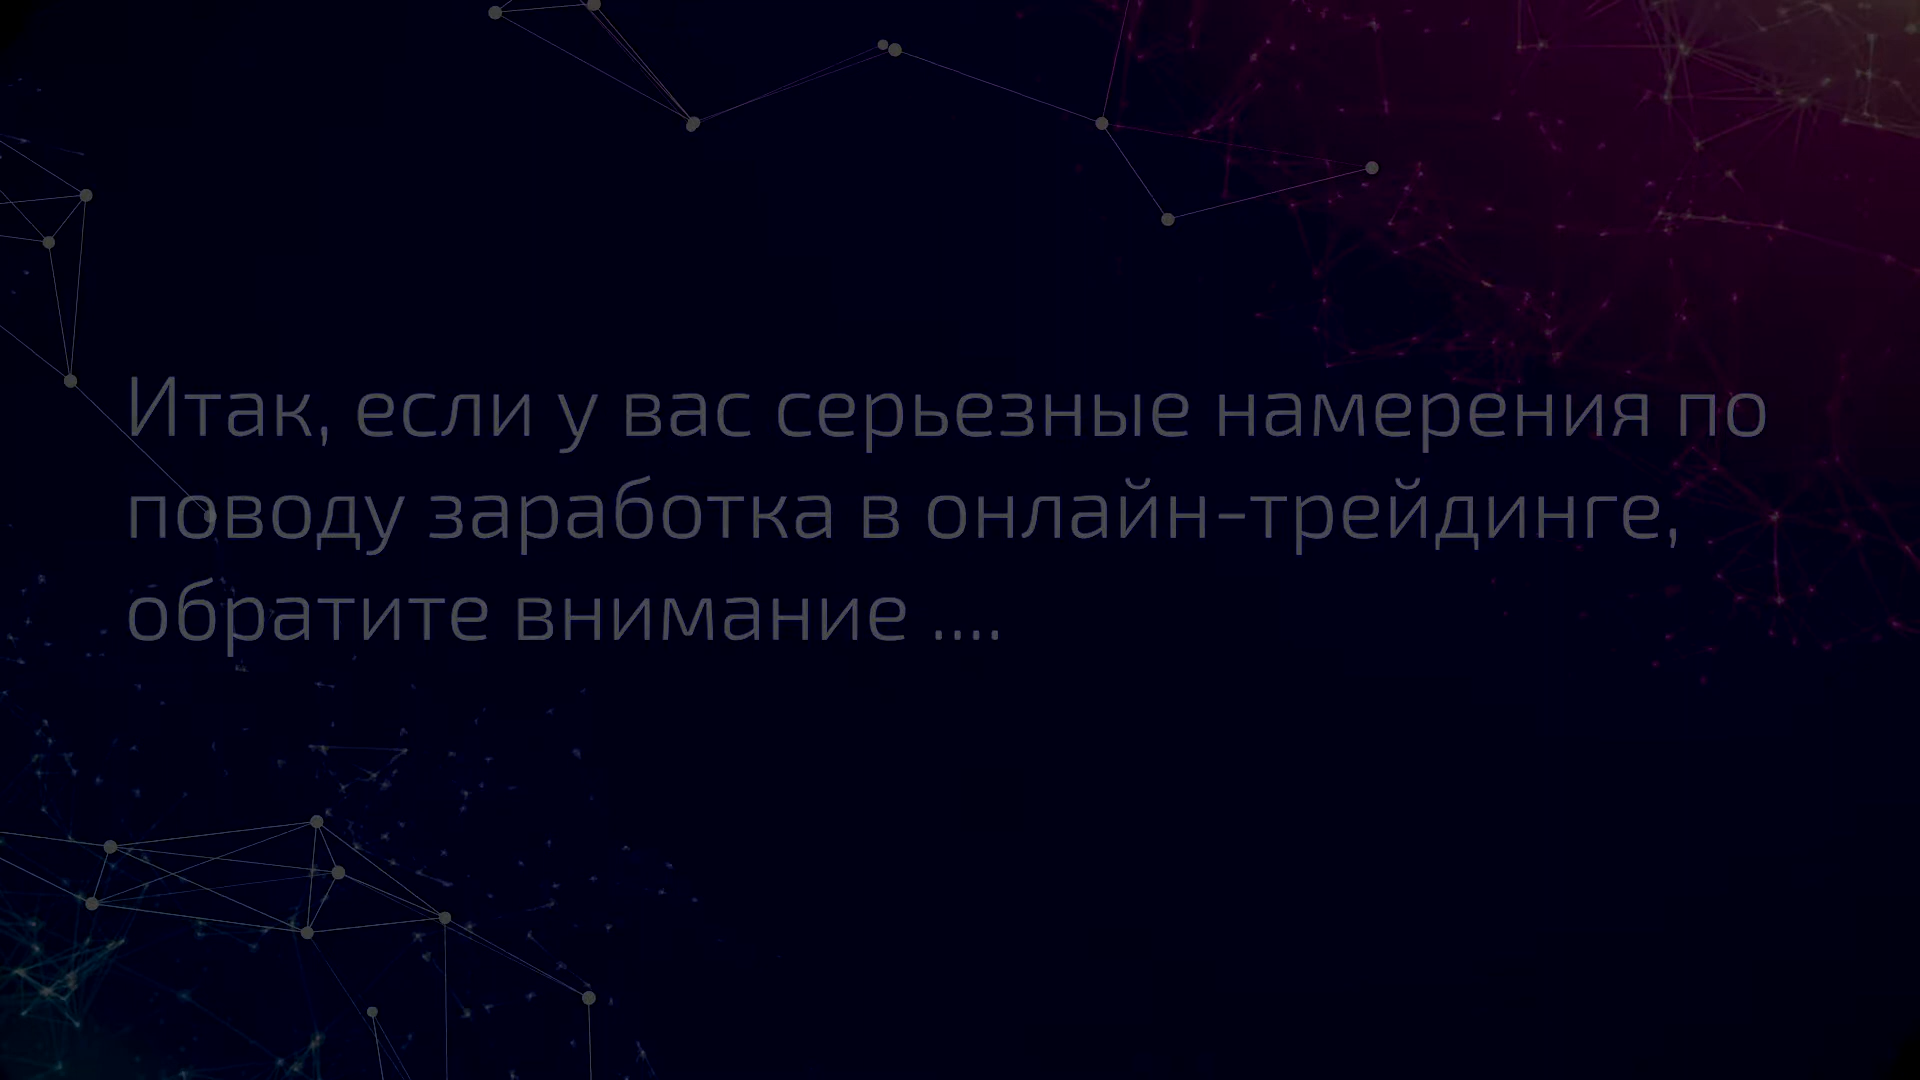 Итак, если у вас серьезные намерения по
поводу заработка в онлайн-трейдинге,
обратите внимание ....